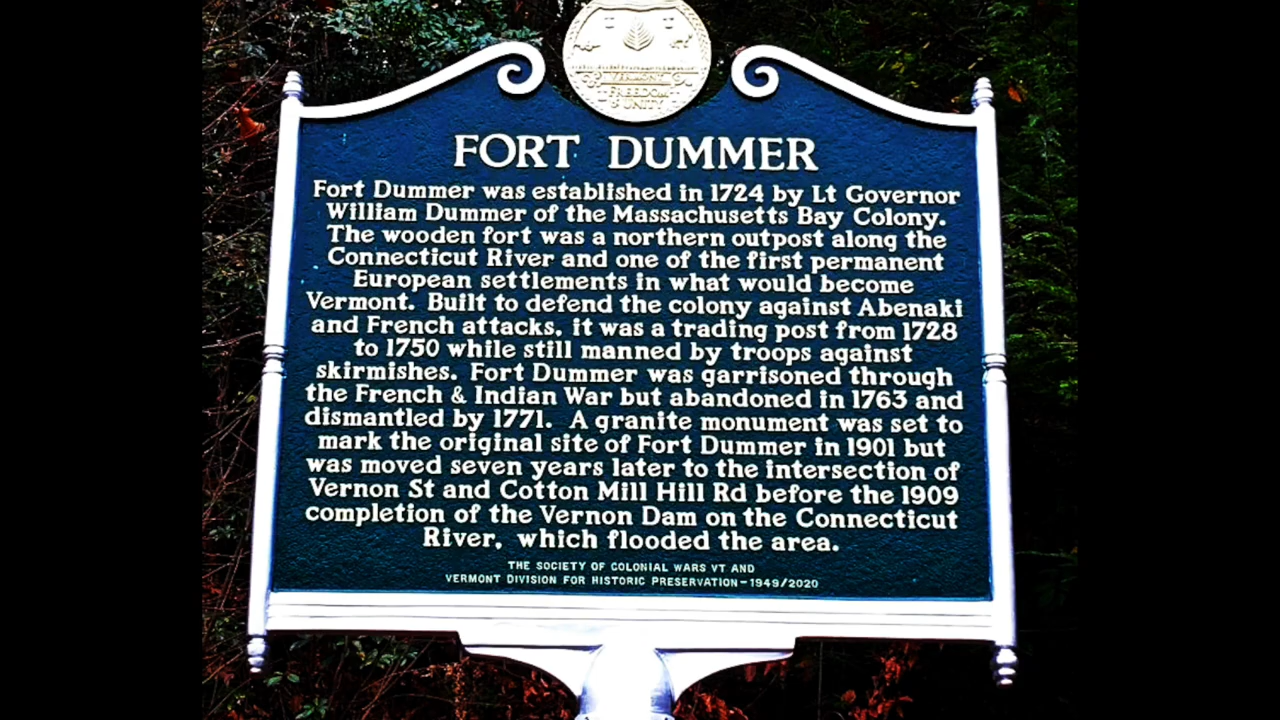 VERMONT
FREEDOM
& UNITY
FORT DUMMER
Fort Dummer was established in 1724 by Lt Governor
William Dummer of the Massachusetts Bay Colony.
The wooden fort was a northern outpost along the
Connecticut River and one of the first permanent
European settlements in what would become
Vermont. Built to defend the colony against Abenaki
and French attacks, it was a trading post from 1728
to 1750 while still manned by troops against
skirmishes. Fort Dummer was garrisoned through
the French & Indian War but abandoned in 1763 and
dismantled by 1771. A granite monument was set to
mark the original site of Fort Dummer in 1901 but
was moved seven years later to the intersection of
Vernon St and Cotton Mill Hill Rd before the 1909
completion of the Vernon Dam on the Connecticut
River, which flooded the area.
THE SOCIETY OF COLONIAL WARS VT AND
VERMONT DIVISION FOR HISTORIC PRESERVATION-1949/2020